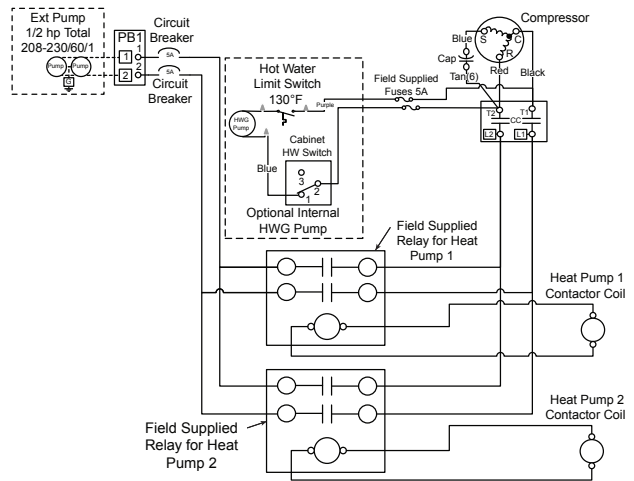 Ext Pump
1/2 hp Total
208-230/60/1
Pump
Pump
G
PB1
1
1
2
2
Circuit
Breaker
5A
5A
Circuit
Breaker
Hot Water
Limit Switch
130°F
Purple
HWG
Pump
Blue
Cabinet
HW Switch
3
2
1
Optional Internal
HWG Pump
Field Supplied
Fuses 5A
Compressor
Blue
S
C
R
Cap
Tan(6)
Red
Black
T2
T1
CC
L2
L1
Field Supplied
Relay for Heat
Pump 1
Heat Pump 1
Contactor Coil
Field Supplied
Relay for Heat
Pump 2
Heat Pump 2
Contactor Coil